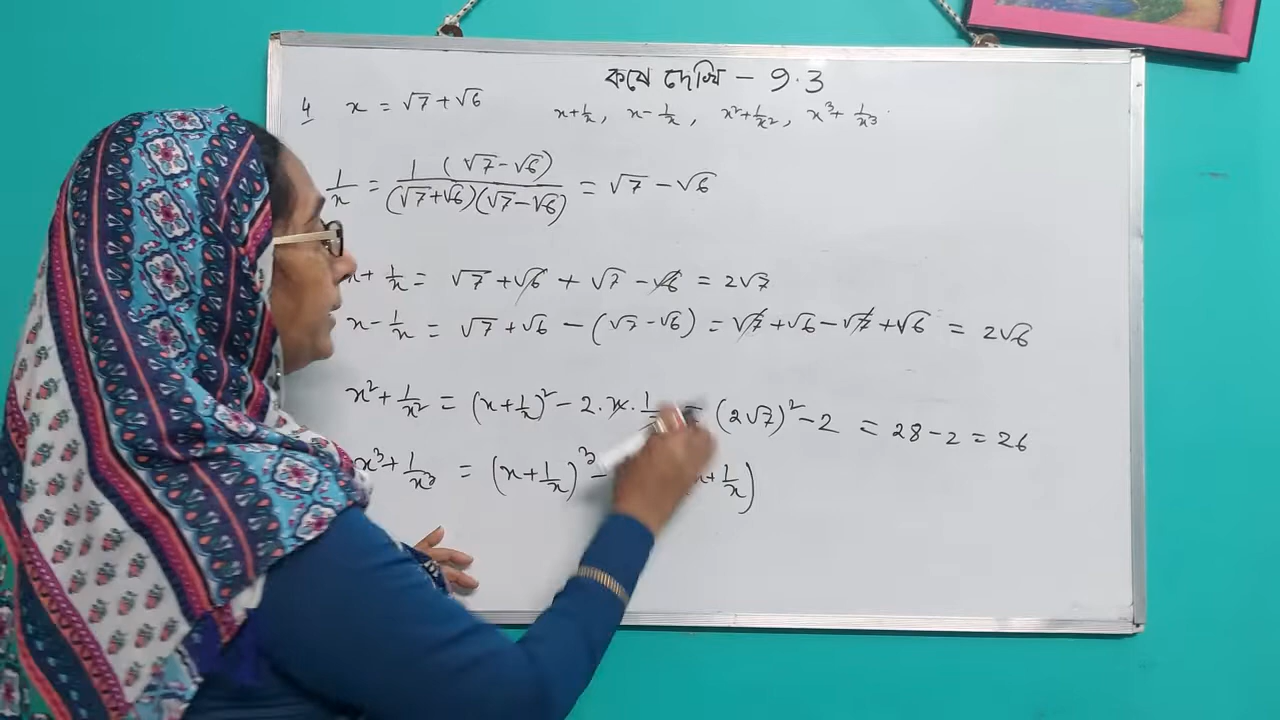 কষে দেখি - 9.3
4 x = √7 + √6 x + 1/x, x - 1/x, x² + 1/x², x³ + 1/x³.
1/x = 1 (√7 - √6) / (√7 + √6)(√7 - √6) = √7 - √6
x + 1/x = √7 + √6 + √7 - √6 = 2√7
x - 1/x = √7 + √6 - (√7 - √6) = √7 + √6 - √7 + √6 = 2√6
x² + 1/x² = (x + 1/x)² - 2 · x · 1/x = (2√7)² - 2 = 28 - 2 = 26
x³ + 1/x³ = (x + 1/x)³ - x + 1/x)